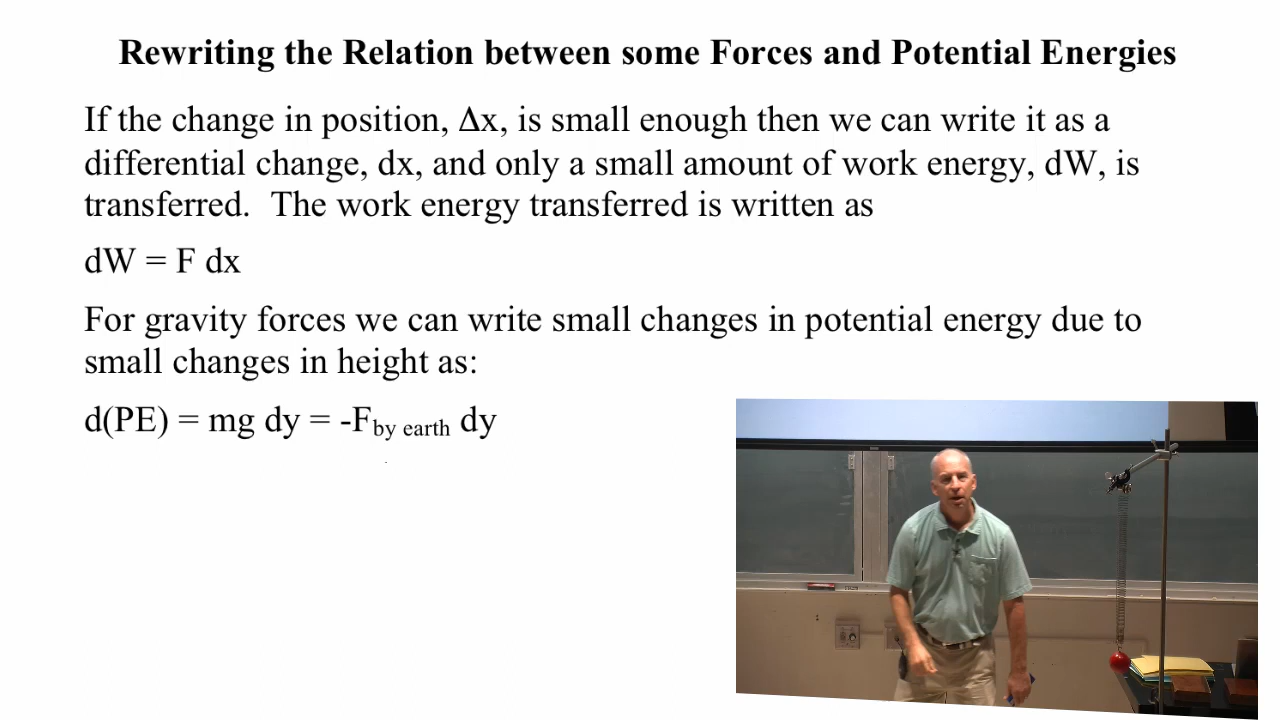 Rewriting the Relation between some Forces and Potential Energies
If the change in position, Δx, is small enough then we can write it as a
differential change, dx, and only a small amount of work energy, dW, is
transferred.  The work energy transferred is written as
dW = F dx
For gravity forces we can write small changes in potential energy due to
small changes in height as:
d(PE) = mg dy = -Fby earth dy